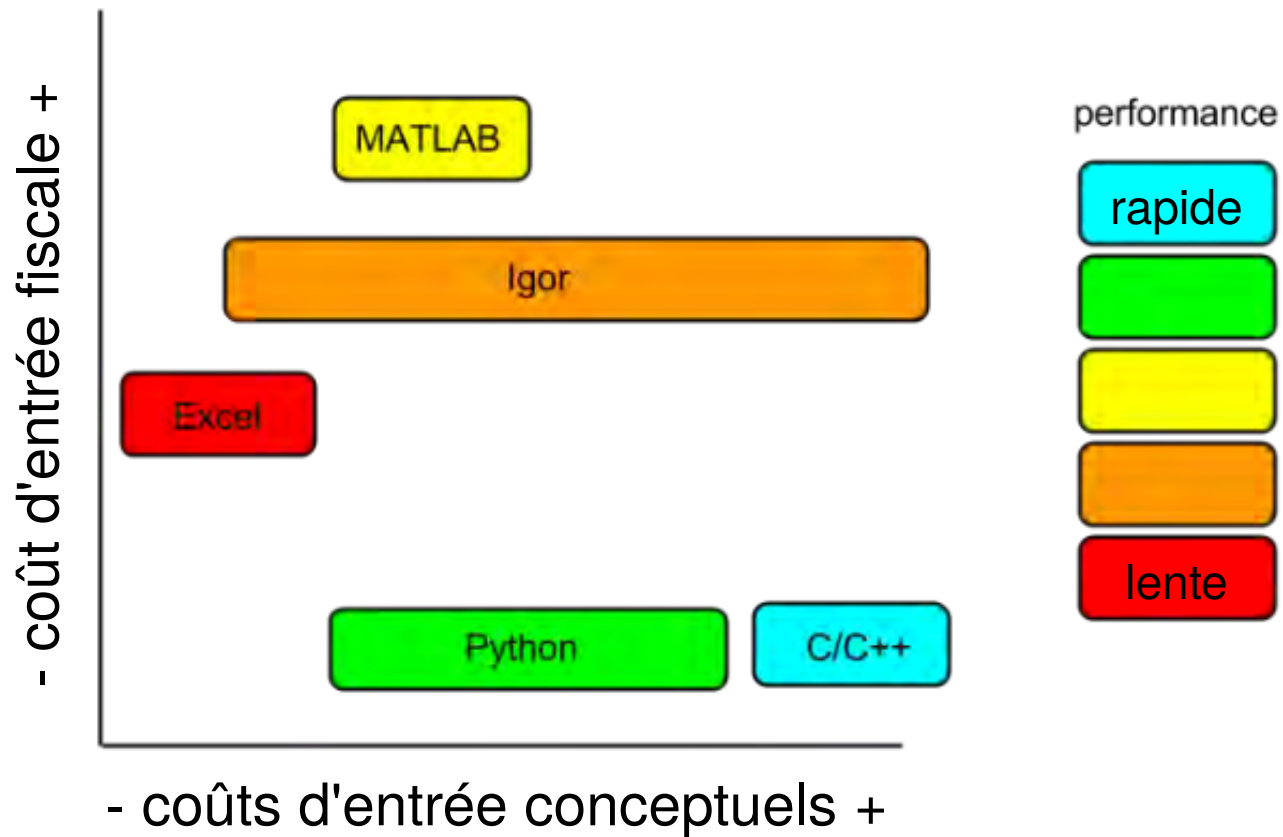 - coût d'entrée fiscale +
MATLAB
Igor
Excel
Python
C/C++
- coûts d'entrée conceptuels +
performance
rapide
lente